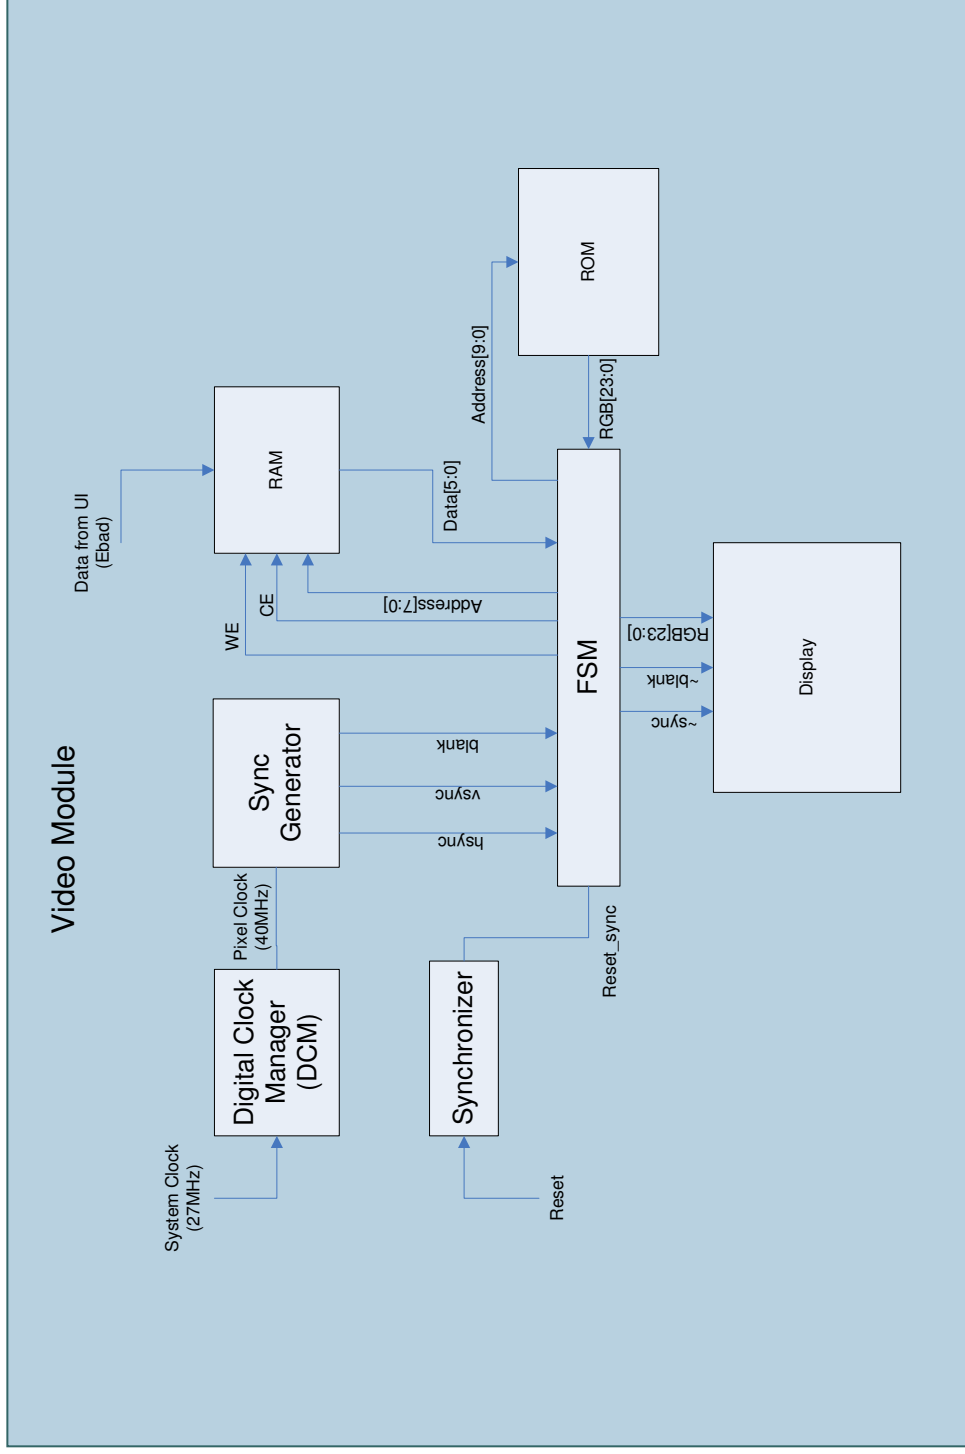 Video Module
System Clock
(27MHz)
Digital Clock
Manager
(DCM)
Pixel Clock
(40MHz)
Sync
Generator
WE
CE
Address[7:0]
Data from UI
(Ebad)
RAM
Data[5:0]
hsync
vsync
blank
Reset
Synchronizer
Reset_sync
FSM
Address[9:0]
ROM
RGB[23:0]
~sync
~blank
RGB[23:0]
Display